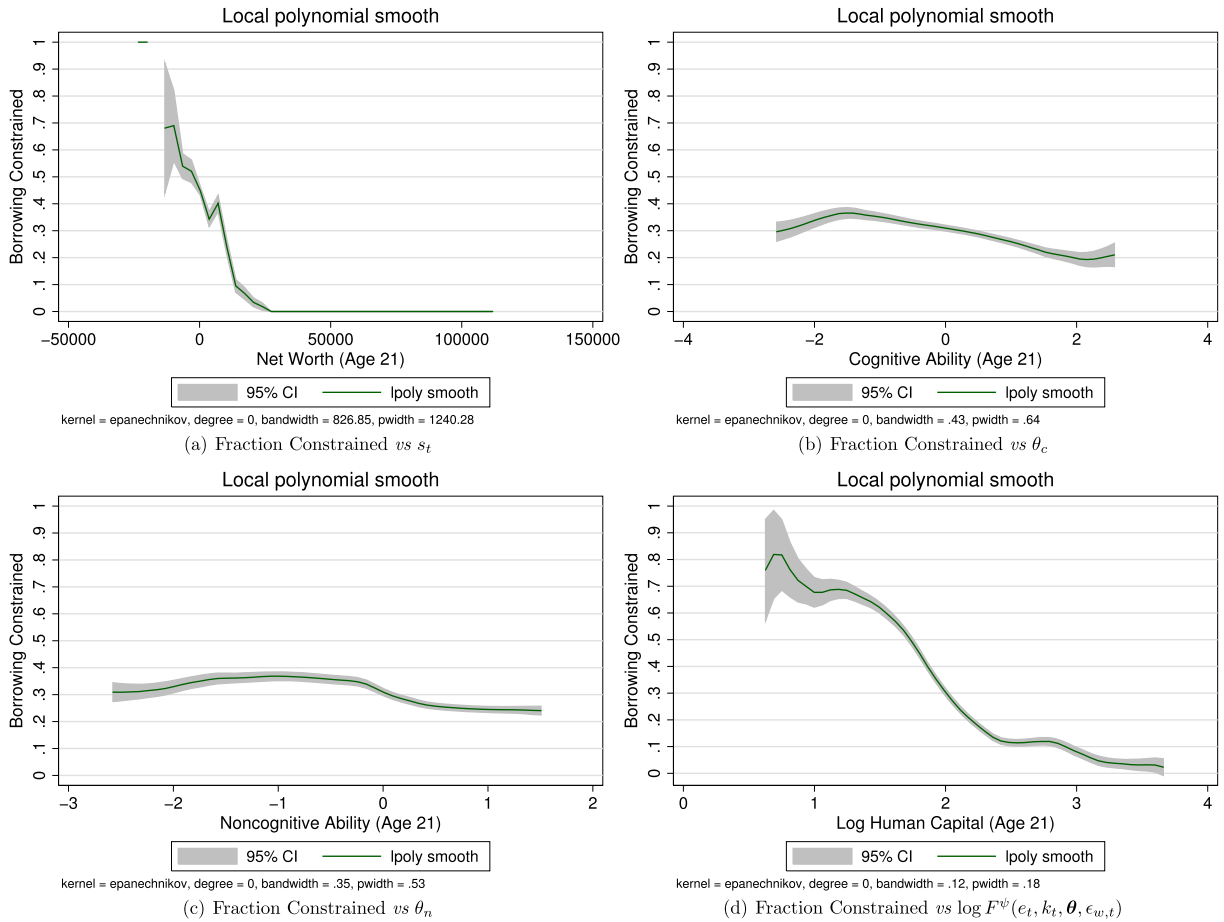 Local polynomial smooth
Borrowing Constrained
0 .1 .2 .3 .4 .5 .6 .7 .8 .9 1
−50000 0 50000 100000 150000
Net Worth (Age 21)
95% CI lpoly smooth
kernel = epanechnikov, degree = 0, bandwidth = 826.85, pwidth = 1240.28
(a) Fraction Constrained vs s_t
Local polynomial smooth
Borrowing Constrained
0 .1 .2 .3 .4 .5 .6 .7 .8 .9 1
−4 −2 0 2 4
Cognitive Ability (Age 21)
95% CI lpoly smooth
kernel = epanechnikov, degree = 0, bandwidth = .43, pwidth = .64
(b) Fraction Constrained vs θ_c
Local polynomial smooth
Borrowing Constrained
0 .1 .2 .3 .4 .5 .6 .7 .8 .9 1
−3 −2 −1 0 1 2
Noncognitive Ability (Age 21)
95% CI lpoly smooth
kernel = epanechnikov, degree = 0, bandwidth = .35, pwidth = .53
(c) Fraction Constrained vs θ_n
Local polynomial smooth
Borrowing Constrained
0 .1 .2 .3 .4 .5 .6 .7 .8 .9 1
0 1 2 3 4
Log Human Capital (Age 21)
95% CI lpoly smooth
kernel = epanechnikov, degree = 0, bandwidth = .12, pwidth = .18
(d) Fraction Constrained vs log F^ψ(e_t, k_t, θ, ϵ_{w,t})